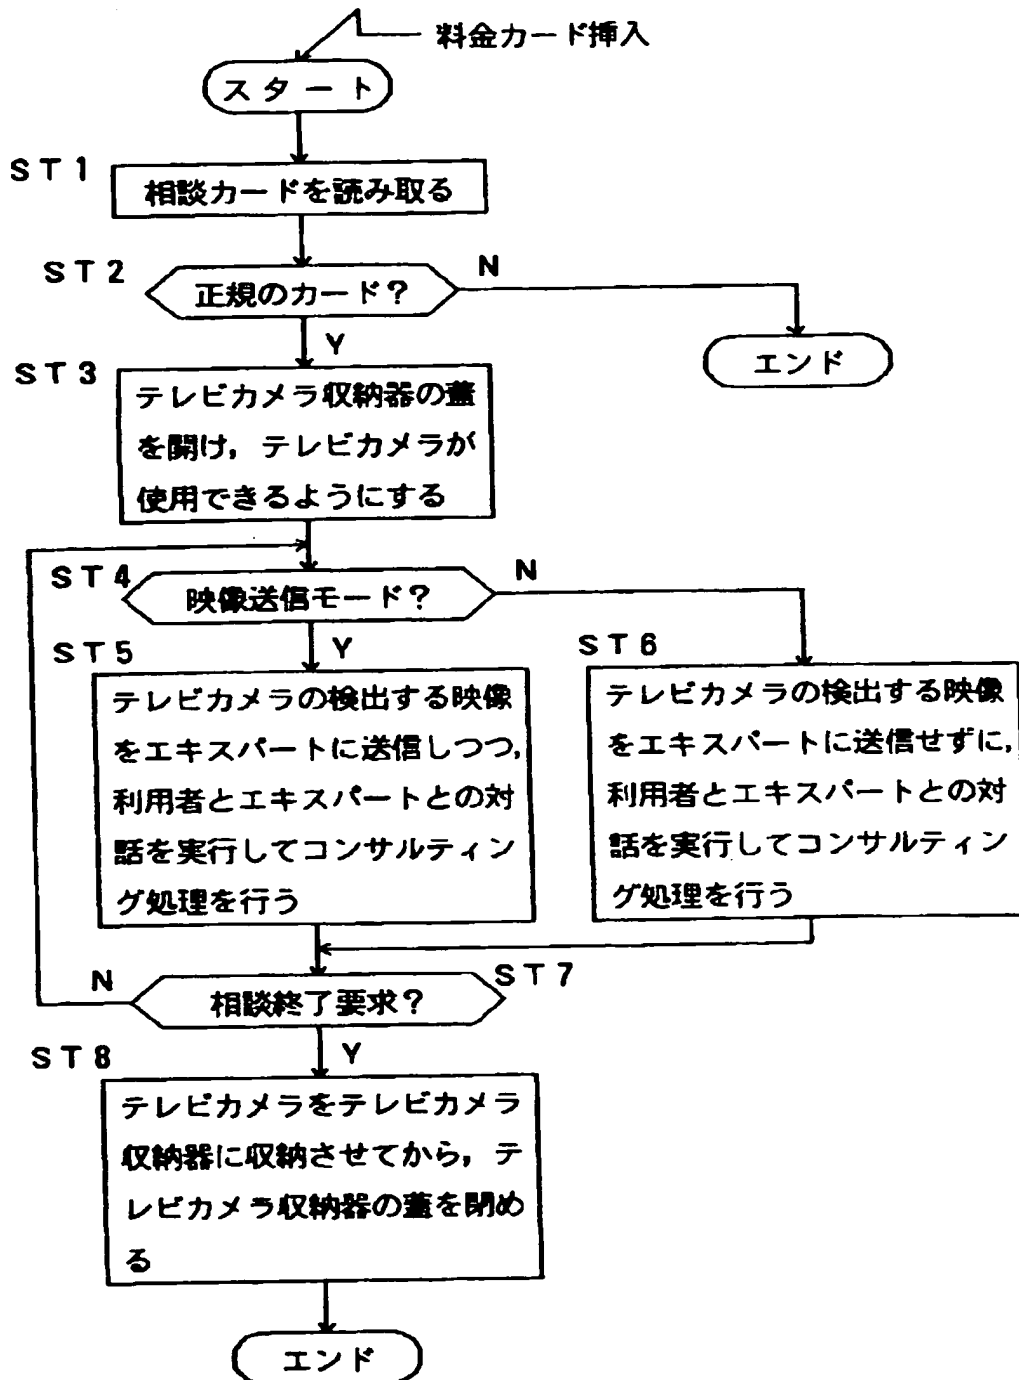 料金カード挿入
スタート
ST1
相談カードを読み取る
ST2
正規のカード?
N
Y
エンド
ST3
テレビカメラ収納器の蓋
を開け,テレビカメラが
使用できるようにする
ST4
映像送信モード?
N
Y
ST5
テレビカメラの検出する映像
をエキスパートに送信しつつ,
利用者とエキスパートとの対
話を実行してコンサルティン
グ処理を行う
ST6
テレビカメラの検出する映像
をエキスパートに送信せずに,
利用者とエキスパートとの対
話を実行してコンサルティン
グ処理を行う
ST7
相談終了要求?
N
Y
ST8
テレビカメラをテレビカメラ
収納器に収納させてから,テ
レビカメラ収納器の蓋を閉め
る
エンド